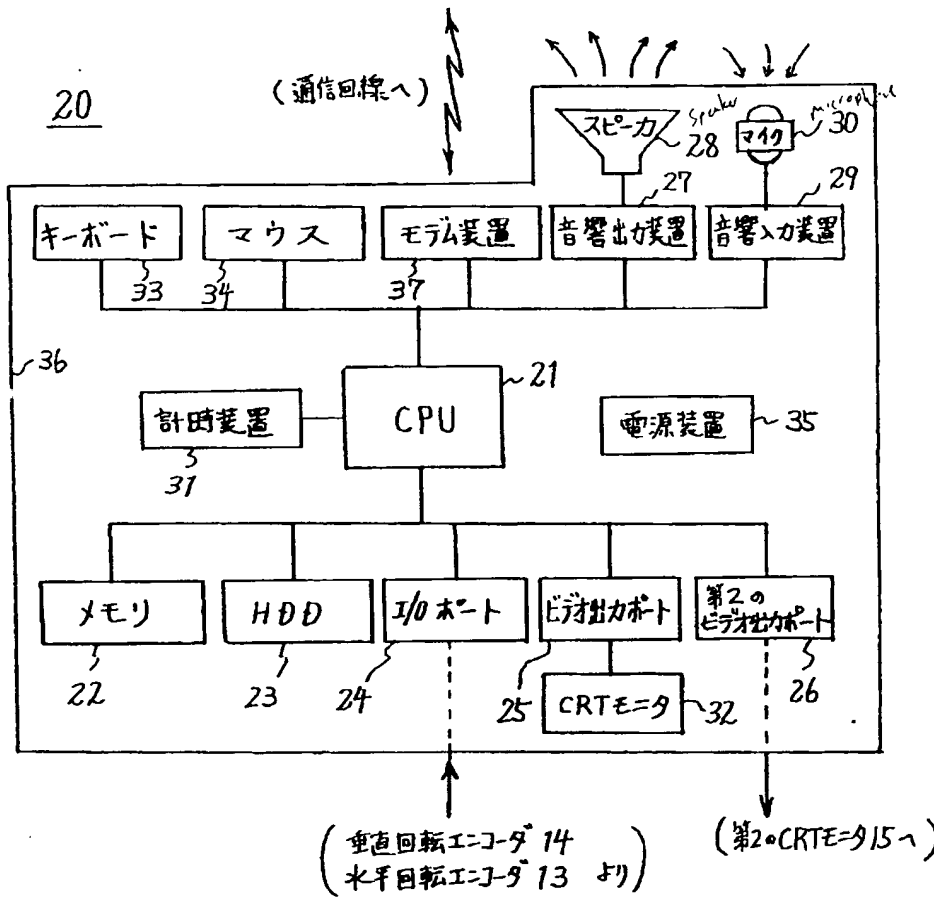 20
(通信回線へ)
スピーカ
speaker
28
マイク
microphone
30
27
29
キーボード
マウス
モデム装置
音響出力装置
音響入力装置
33
34
37
36
21
CPU
計時装置
31
電源装置
35
メモリ
HDD
I/Oポート
ビデオ出力ポート
第2の
ビデオ出力ポート
22
23
24
25
CRTモニタ
32
26
(垂直回転エンコーダ 14
水平回転エンコーダ 13 より)
(第2のCRTモニタ15へ)